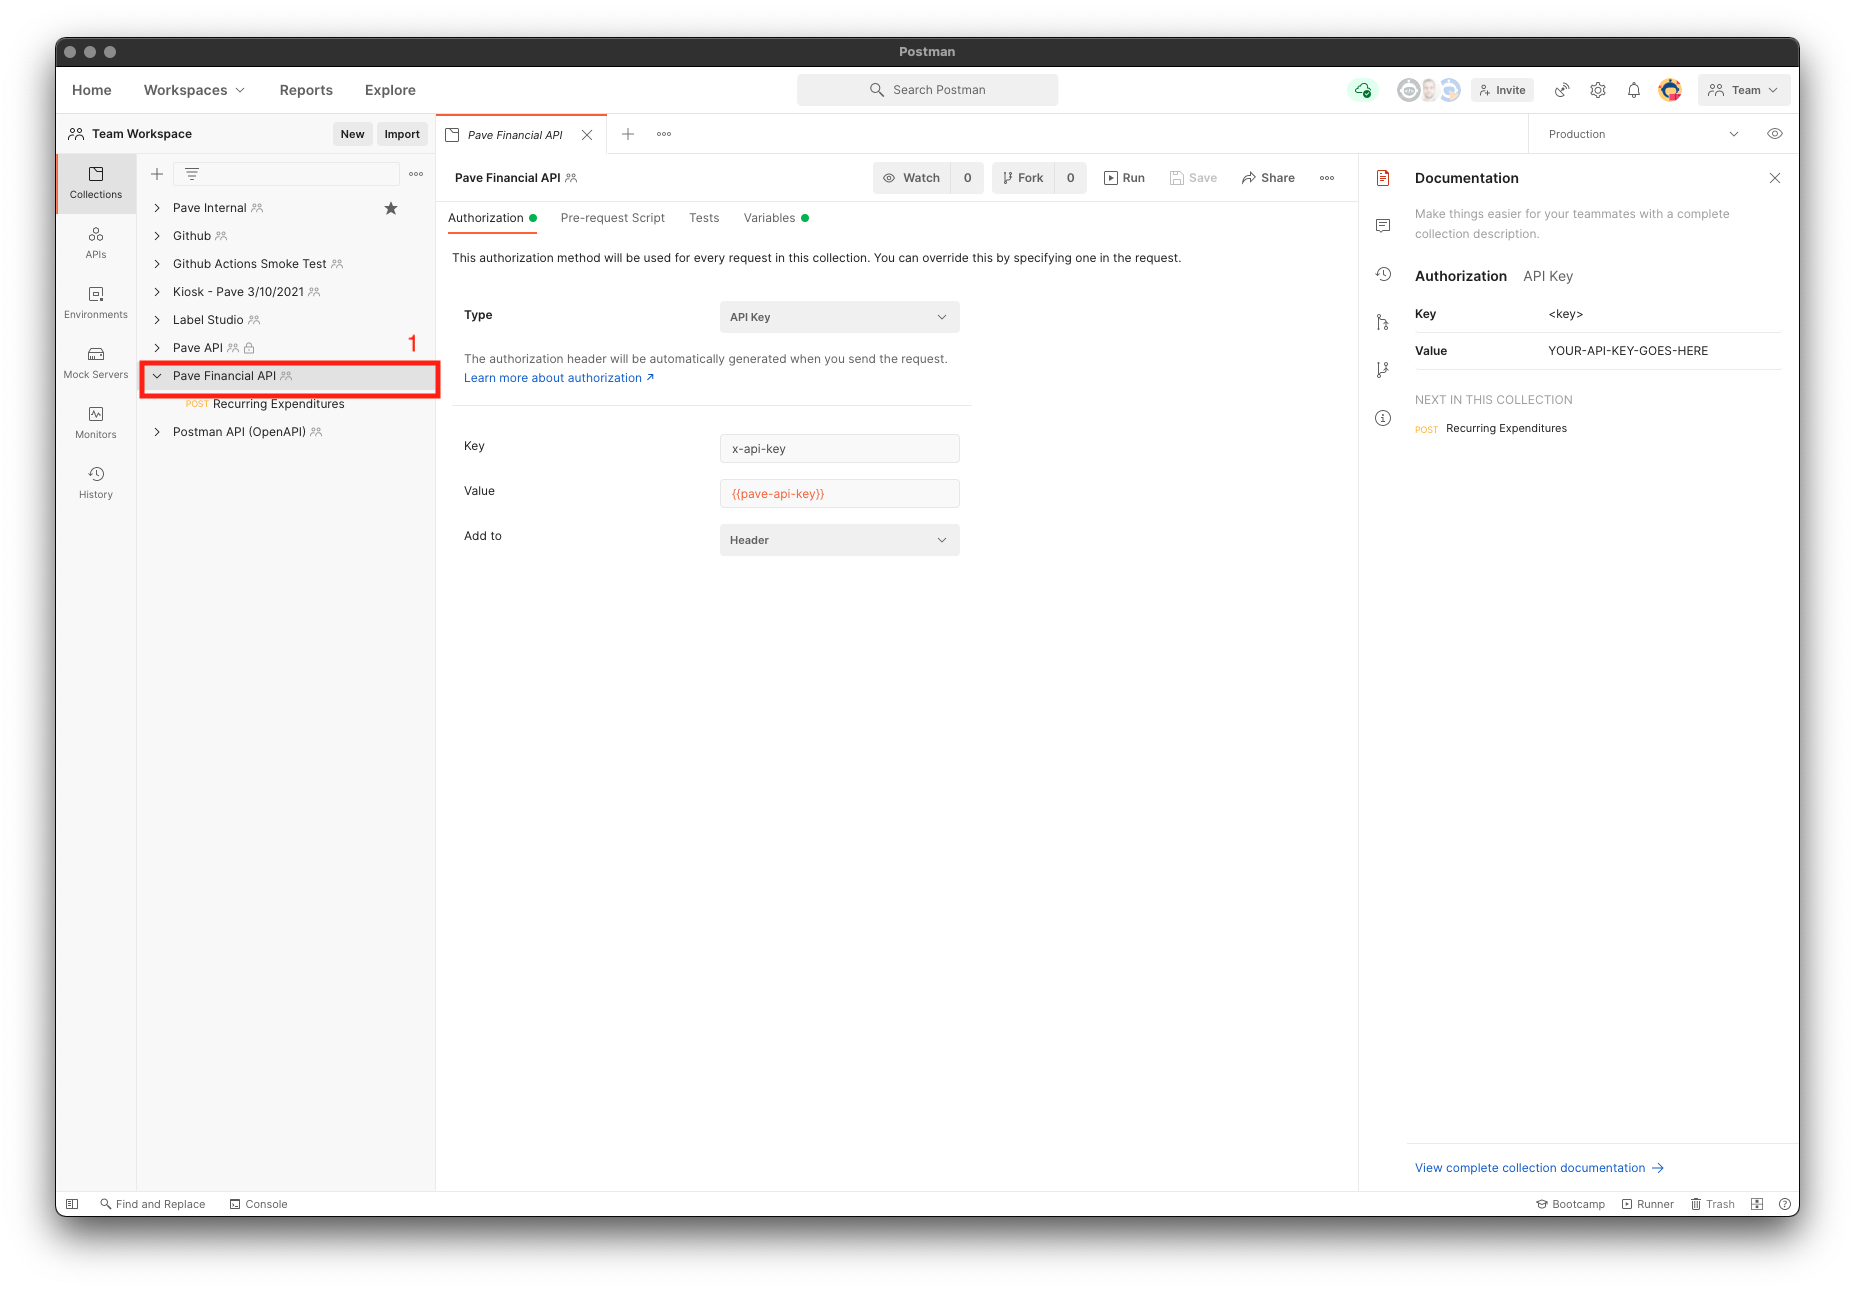 Postman
Home Workspaces Reports Explore Search Postman Invite Team
Team Workspace New Import Pave Financial API Production
Collections
APIs
Environments
Mock Servers
Monitors
History
Pave Internal
Github
Github Actions Smoke Test
Kiosk - Pave 3/10/2021
Label Studio
Pave API
1
Pave Financial API
POST Recurring Expenditures
Postman API (OpenAPI)
Pave Financial API Watch 0 Fork 0 Run Save Share
Authorization Pre-request Script Tests Variables
This authorization method will be used for every request in this collection. You can override this by specifying one in the request.
Type API Key
The authorization header will be automatically generated when you send the request.
Learn more about authorization ↗
Key x-api-key
Value {{pave-api-key}}
Add to Header
Documentation
Make things easier for your teammates with a complete
collection description.
Authorization API Key
Key <key>
Value YOUR-API-KEY-GOES-HERE
NEXT IN THIS COLLECTION
POST Recurring Expenditures
View complete collection documentation →
Find and Replace Console Bootcamp Runner Trash